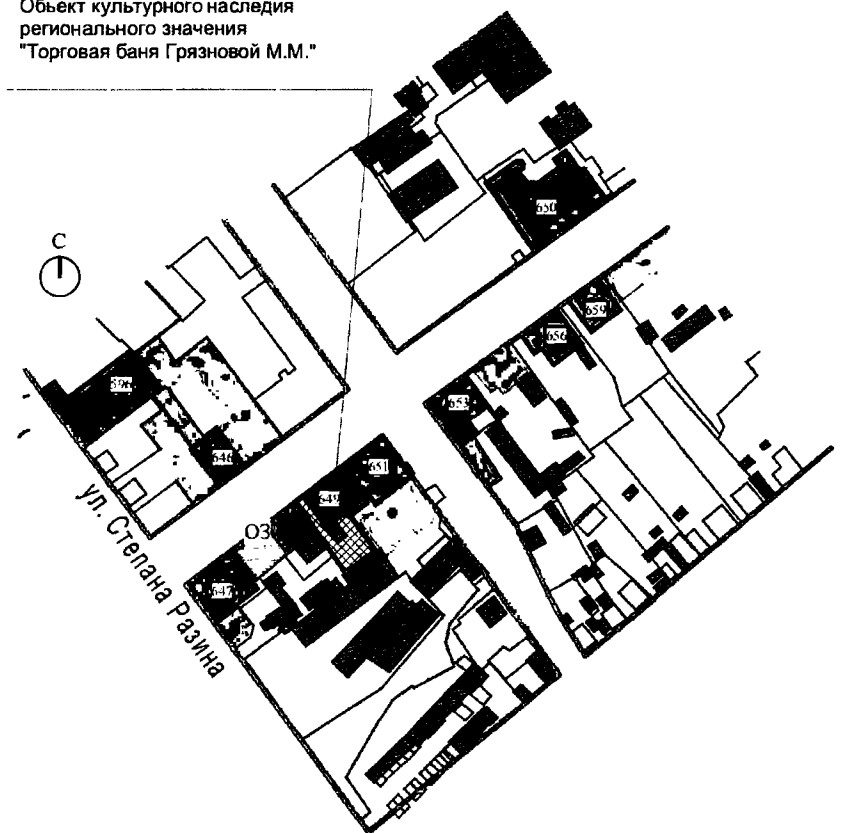 Объект культурного наследия
регионального значения
"Торговая баня Грязновой М.М."
650
С
659
656
596
653
646
651
649
ул. Степана Разина
ОЗ
647